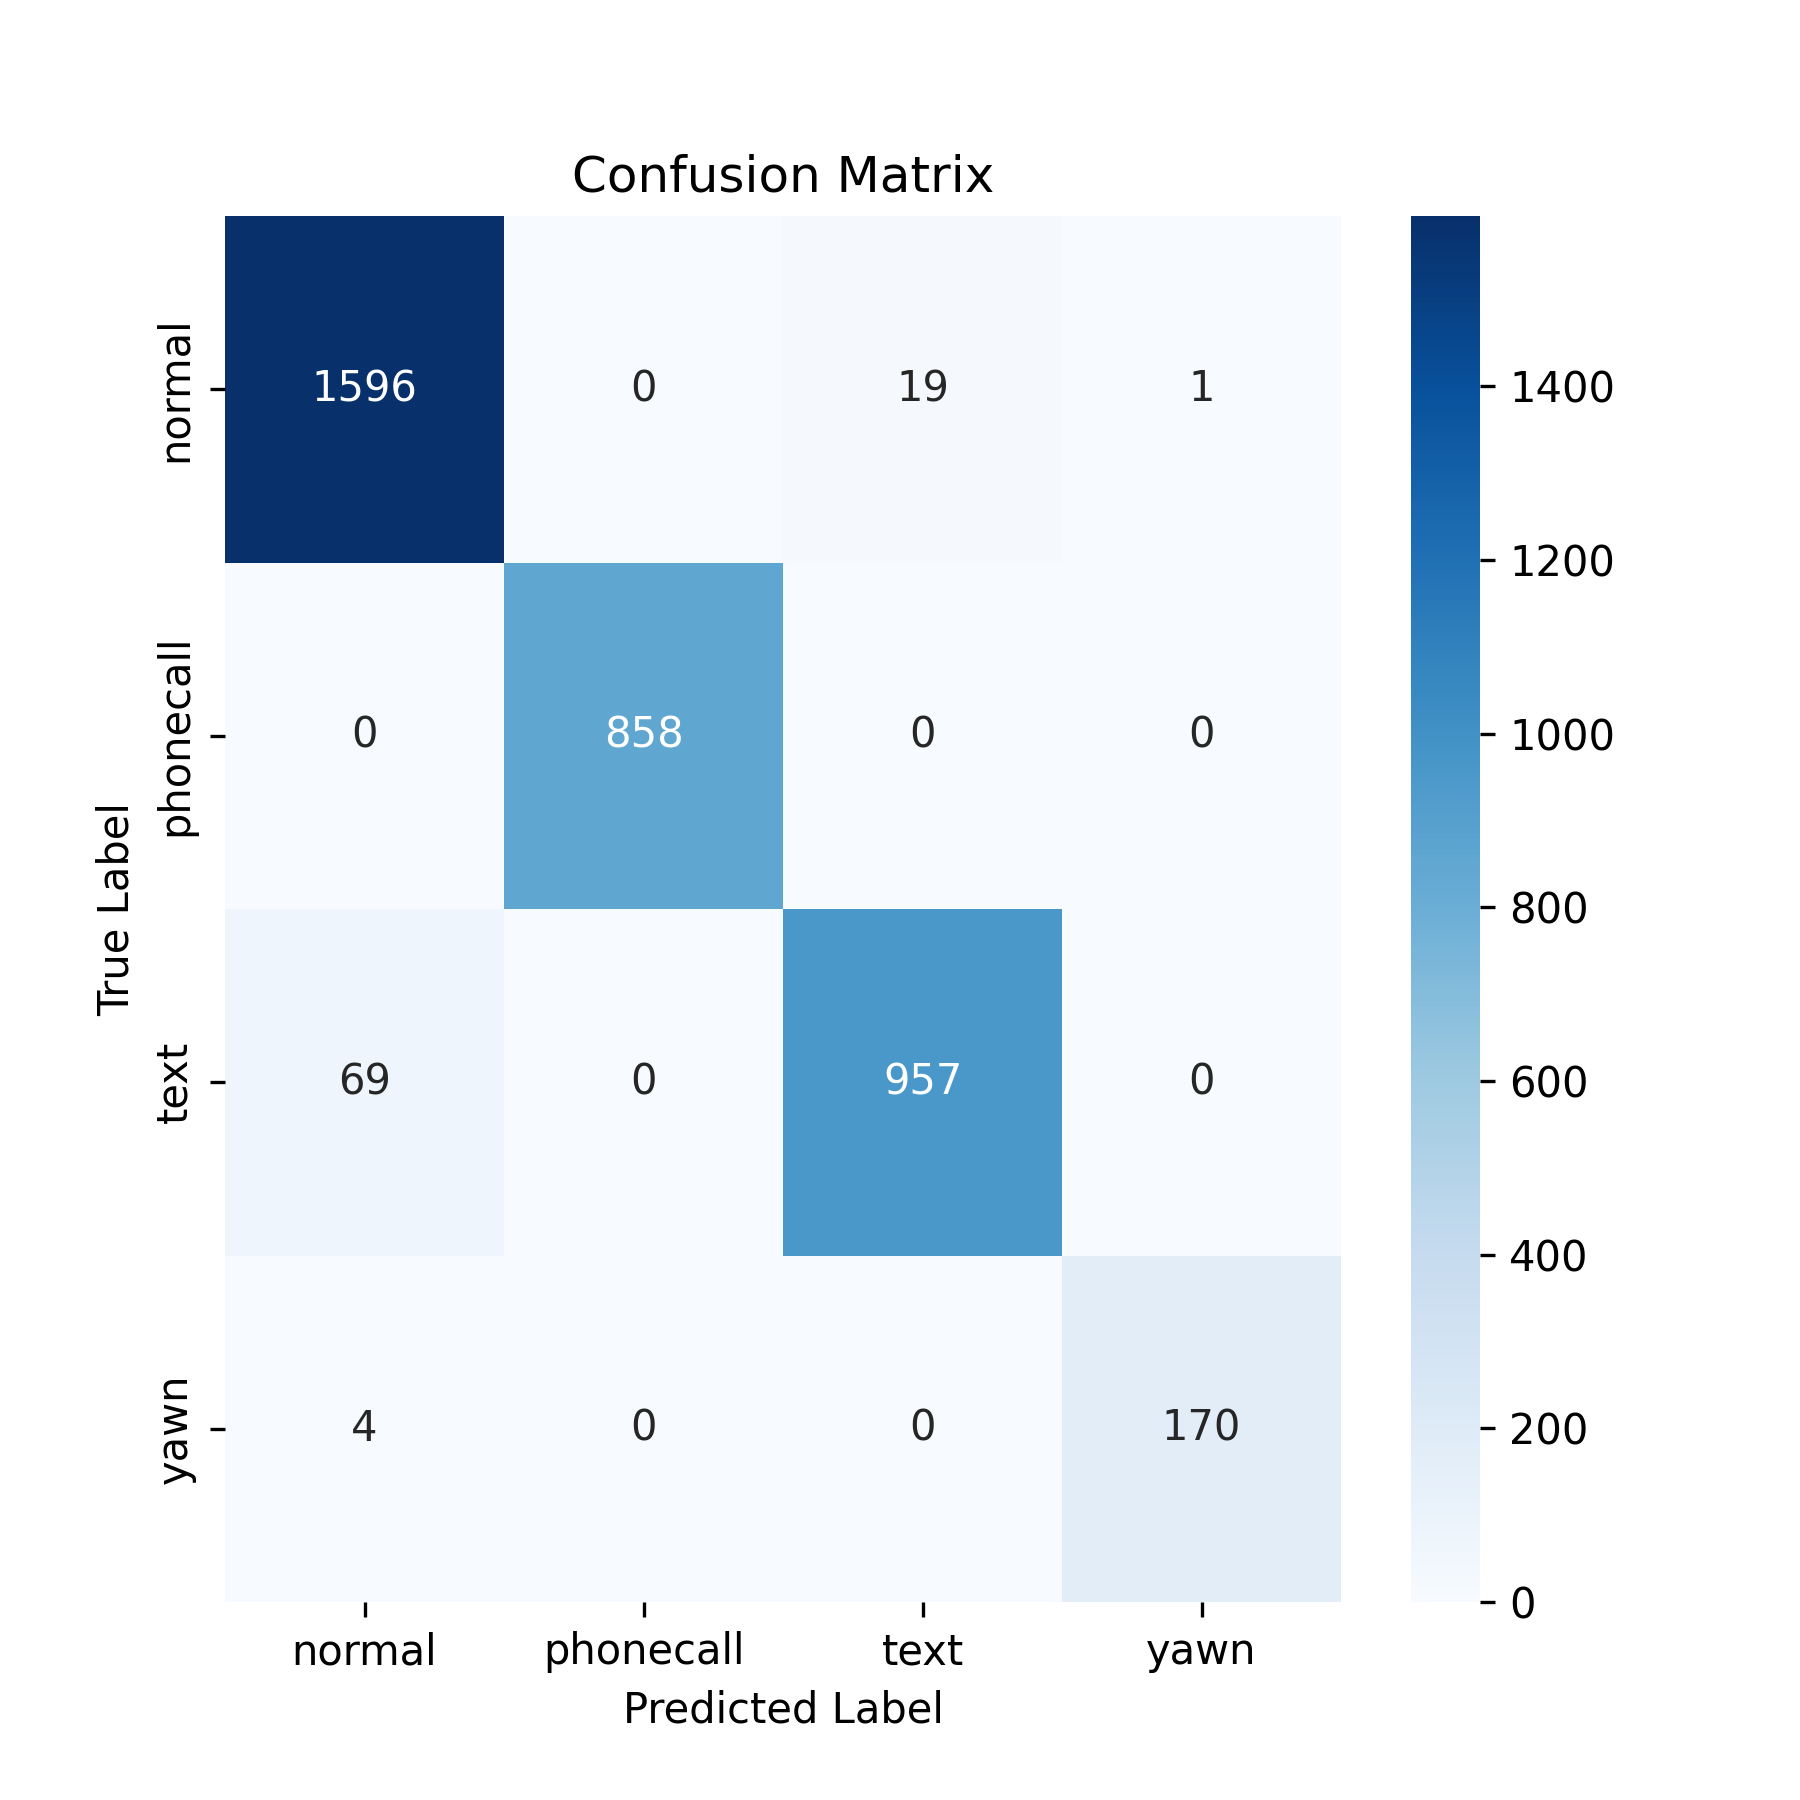 Confusion Matrix
normal
1596 0 19 1
phonecall
0 858 0 0
text
69 0 957 0
yawn
4 0 0 170
True Label
normal phonecall text yawn
Predicted Label
1400
1200
1000
800
600
400
200
0